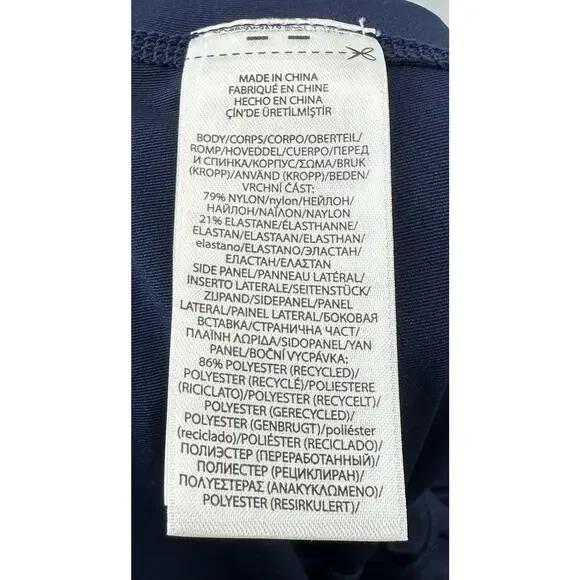 MADE IN CHINA
FABRIQUÉ EN CHINE
HECHO EN CHINA
ÇİN'DE ÜRETİLMİŞTİR
BODY/CORPS/CORPO/OBERTEIL/
ROMP/HOVEDDEL/CUERPO/ПЕРЕД
И СПИНКА/КОРПУС/ΣΩΜΑ/BRUK
(KROPP)/ANVÄND (KROPP)/BEDEN/
VRCHNÍ ČÁST:
79% NYLON/nylon/НЕЙЛОН/
НАЙЛОН/ΝΑΪΛΟΝ/NAYLON
21% ELASTANE/ÉLASTHANNE/
ELASTAN/ELASTAAN/ELASTHAN/
elastano/ELASTANO/ЭЛАСТАН/
ЕЛАСТАН/ΕΛΑΣΤΑΝ
SIDE PANEL/PANNEAU LATÉRAL/
INSERTO LATERALE/SEITENSTÜCK/
ZIJPAND/SIDEPANEL/PANEL
LATERAL/PAINEL LATERAL/БОКОВАЯ
ВСТАВКА/СТРАНИЧНА ЧАСТ/
ΠΛΑΪΝΗ ΛΩΡΙΔΑ/SIDOPANEL/YAN
PANEL/BOČNÍ VYCPÁVKA:
86% POLYESTER (RECYCLED)/
POLYESTER (RECYCLÉ)/POLIESTERE
(RICICLATO)/POLYESTER (RECYCELT)/
POLYESTER (GERECYCLED)/
POLYESTER (GENBRUGT)/poliéster
(reciclado)/POLIÉSTER (RECICLADO)/
ПОЛИЭСТЕР (ПЕРЕРАБОТАННЫЙ)/
ПОЛИЕСТЕР (РЕЦИКЛИРАН)/
ΠΟΛΥΕΣΤΕΡΑΣ (ΑΝΑΚΥΚΛΩΜΕΝΟ)/
POLYESTER (RESIRKULERT)/